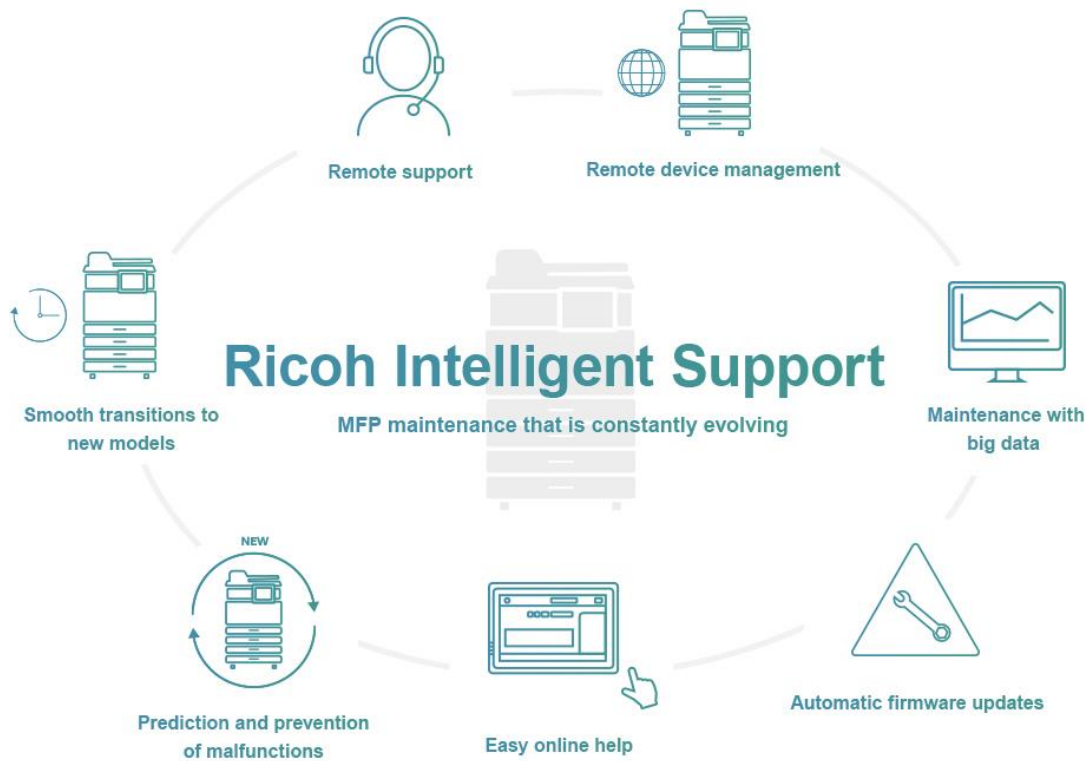 Remote support
Remote device management
Ricoh Intelligent Support
MFP maintenance that is constantly evolving
Smooth transitions to
new models
Maintenance with
big data
NEW
Prediction and prevention
of malfunctions
Easy online help
Automatic firmware updates